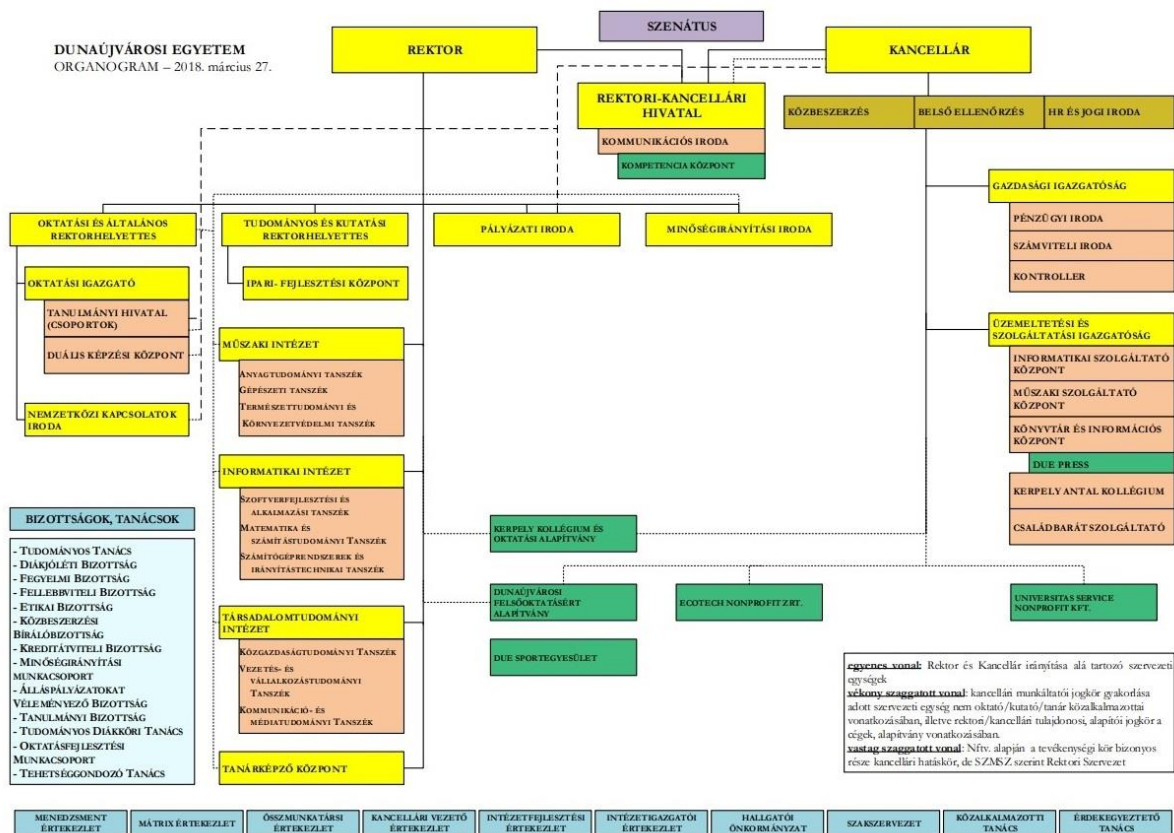 SZENÁTUS
DUNAÚJVÁROSI EGYETEM
ORGANOGRAM – 2018. március 27.
REKTOR
KANCELLÁR
REKTORI-KANCELLÁRI
HIVATAL
KOMMUNIKÁCIÓS IRODA
KOMPETENCIA KÖZPONT
KÖZBESZERZÉS
BELSŐ ELLENŐRZÉS
HR ÉS JOGI IRODA
GAZDASÁGI IGAZGATÓSÁG
PÉNZÜGYI IRODA
SZÁMVITELI IRODA
KONTROLLER
OKTATÁSI ÉS ÁLTALÁNOS
REKTORHELYETTES
TUDOMÁNYOS ÉS KUTATÁSI
REKTORHELYETTES
PÁLYÁZATI IRODA
MINŐSÉGIRÁNYÍTÁSI IRODA
OKTATÁSI IGAZGATÓ
TANULMÁNYI HIVATAL
(CSOPORTOK)
DUÁLIS KÉPZÉSI KÖZPONT
NEMZETKÖZI KAPCSOLATOK
IRODA
IPARI- FEJLESZTÉSI KÖZPONT
MŰSZAKI INTÉZET
ANYAGTUDOMÁNYI TANSZÉK
GÉPÉSZETI TANSZÉK
TERMÉSZETTUDOMÁNYI ÉS
KÖRNYEZETVÉDELMI TANSZÉK
INFORMATIKAI INTÉZET
SZOFTVERFEJLESZTÉSI ÉS
ALKALMAZÁSI TANSZÉK
MATEMATIKA ÉS
SZÁMÍTÁSTUDOMÁNYI TANSZÉK
SZÁMÍTÓGÉPRENDSZEREK ÉS
IRÁNYÍTÁSTECHNIKAI TANSZÉK
TÁRSADALOMTUDOMÁNYI
INTÉZET
KÖZGAZDASÁGTUDOMÁNYI TANSZÉK
VEZETÉS- ÉS
VÁLLALKOZÁSTUDOMÁNYI
TANSZÉK
KOMMUNIKÁCIÓ- ÉS
MÉDIATUDOMÁNYI TANSZÉK
TANÁRKÉPZŐ KÖZPONT
ÜZEMELTETÉSI ÉS
SZOLGÁLTATÁSI IGAZGATÓSÁG
INFORMATIKAI SZOLGÁLTATÓ
KÖZPONT
MŰSZAKI SZOLGÁLTATÓ
KÖZPONT
KÖNYVTÁR ÉS INFORMÁCIÓS
KÖZPONT
DUE PRESS
KERPELY ANTAL KOLLÉGIUM
CSALÁDBARÁT SZOLGÁLTATÓ
KERPELY KOLLÉGIUM ÉS
OKTATÁSI ALAPÍTVÁNY
DUNAÚJVÁROSI
FELSŐOKTATÁSÉRT
ALAPÍTVÁNY
ECOTECH NONPROFIT ZRT.
UNIVERSITAS SERVICE
NONPROFIT KFT.
DUE SPORTEGYESÜLET
BIZOTTSÁGOK, TANÁCSOK
- TUDOMÁNYOS TANÁCS
- DIÁKJÓLÉTI BIZOTTSÁG
- FEGYELMI BIZOTTSÁG
- FELLEBBVITELI BIZOTTSÁG
- ETIKAI BIZOTTSÁG
- KÖZBESZERZÉSI
BÍRÁLÓBIZOTTSÁG
- KREDITÁTVITELI BIZOTTSÁG
- MINŐSÉGIRÁNYÍTÁSI
MUNKACSOPORT
- ÁLLÁSPÁLYÁZATOKAT
VÉLEMÉNYEZŐ BIZOTTSÁG
- TANULMÁNYI BIZOTTSÁG
- TUDOMÁNYOS DIÁKKÖRI TANÁCS
- OKTATÁSFEJLESZTÉSI
MUNKACSOPORT
- TEHETSÉGGONDOZÓ TANÁCS
egyenes vonal: Rektor és Kancellár irányítása alá tartozó szervezeti
egységek
vékony szaggatott vonal: kancellári munkáltatói jogkör gyakorlása
adott szervezeti egység nem oktató/kutató/tanár közalkalmazottai
vonatkozásában, illetve rektori/kancellári tulajdonosi, alapítói jogkör a
cégek, alapítvány vonatkozásában.
vastag szaggatott vonal: Nftv. alapján a tevékenységi kör bizonyos
része kancellári hatáskör, de SZMSZ szerint Rektori Szervezet
MENEDZSMENT
ÉRTEKEZLET
MÁTRIX ÉRTEKEZLET
ÖSSZMUNKATÁRSI
ÉRTEKEZLET
KANCELLÁRI VEZETŐ
ÉRTEKEZLET
INTÉZETFEJLESZTÉSI
ÉRTEKEZLET
INTÉZETIGAZGATÓI
ÉRTEKEZLET
HALLGATÓI
ÖNKORMÁNYZAT
SZAKSZERVEZET
KÖZALKALMAZOTTI
TANÁCS
ÉRDEKEGYEZTETŐ
TANÁCS